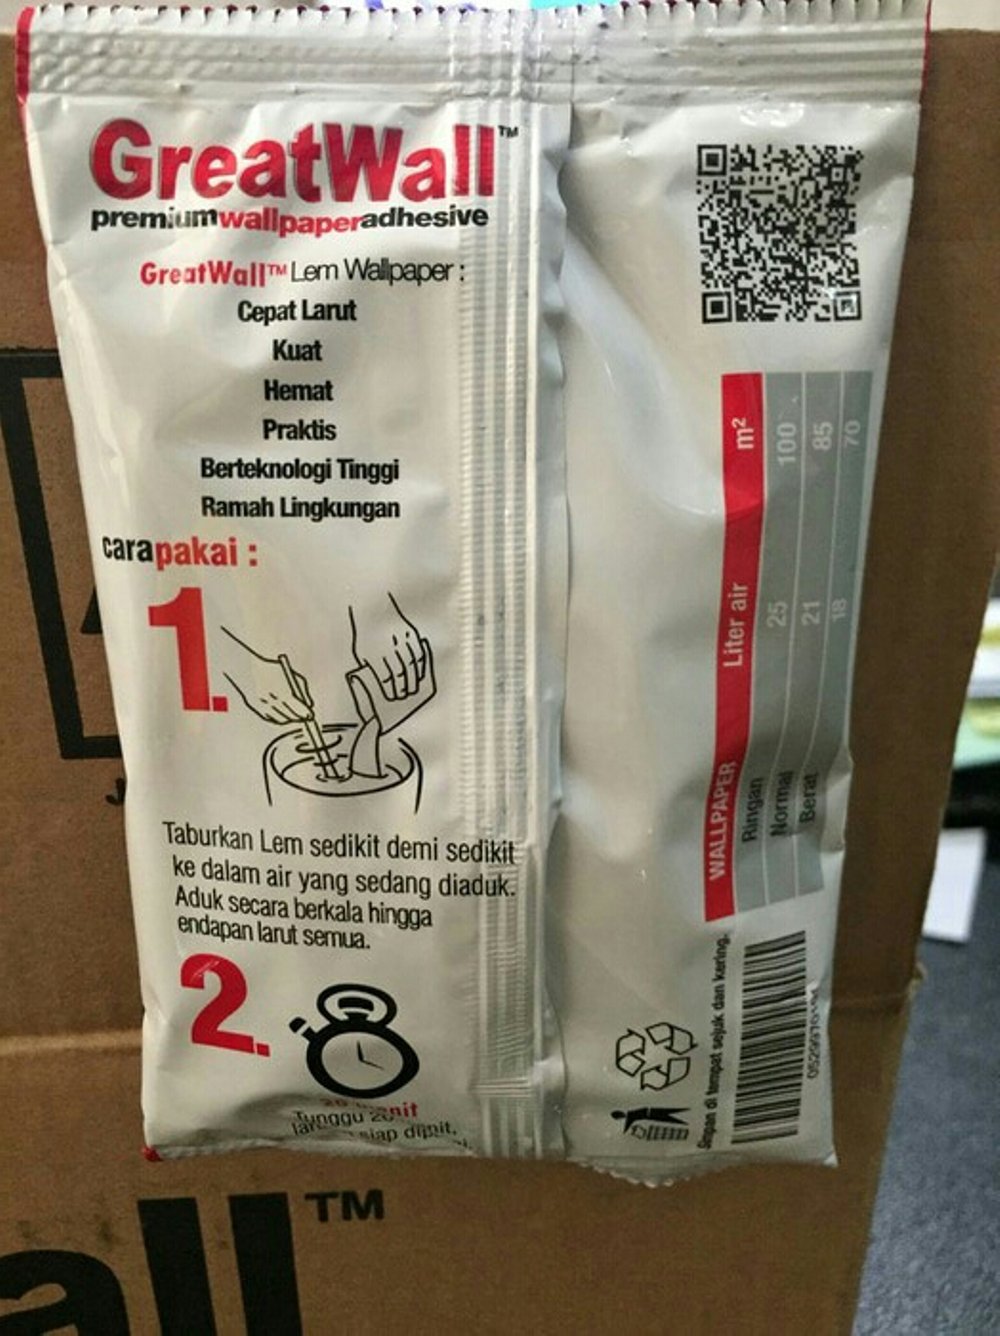 GreatWall™
premiumwallpaperadhesive
GreatWall™ Lem Wallpaper :
Cepat Larut
Kuat
Hemat
Praktis
Berteknologi Tinggi
Ramah Lingkungan
carapakai :
1.
Taburkan Lem sedikit demi sedikit
ke dalam air yang sedang diaduk.
Aduk secara berkala hingga
endapan larut semua.
2.
Tunggu
siap
WALLPAPER Liter air m²
Ringan 25 100
Normal 21 85
Berat 18 70
Simpan di tempat sejuk dan kering.
all™